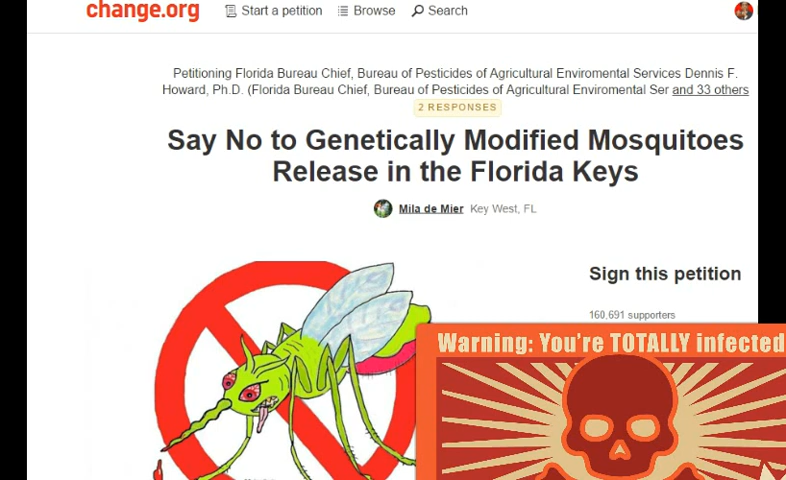 change.org
Start a petition
Browse
Search
Petitioning Florida Bureau Chief, Bureau of Pesticides of Agricultural Enviromental Services Dennis F.
Howard, Ph.D. (Florida Bureau Chief, Bureau of Pesticides of Agricultural Enviromental Ser and 33 others
2 RESPONSES
Say No to Genetically Modified Mosquitoes
Release in the Florida Keys
Mila de Mier Key West, FL
Sign this petition
160,691 supporters
Warning: You're TOTALLY infected